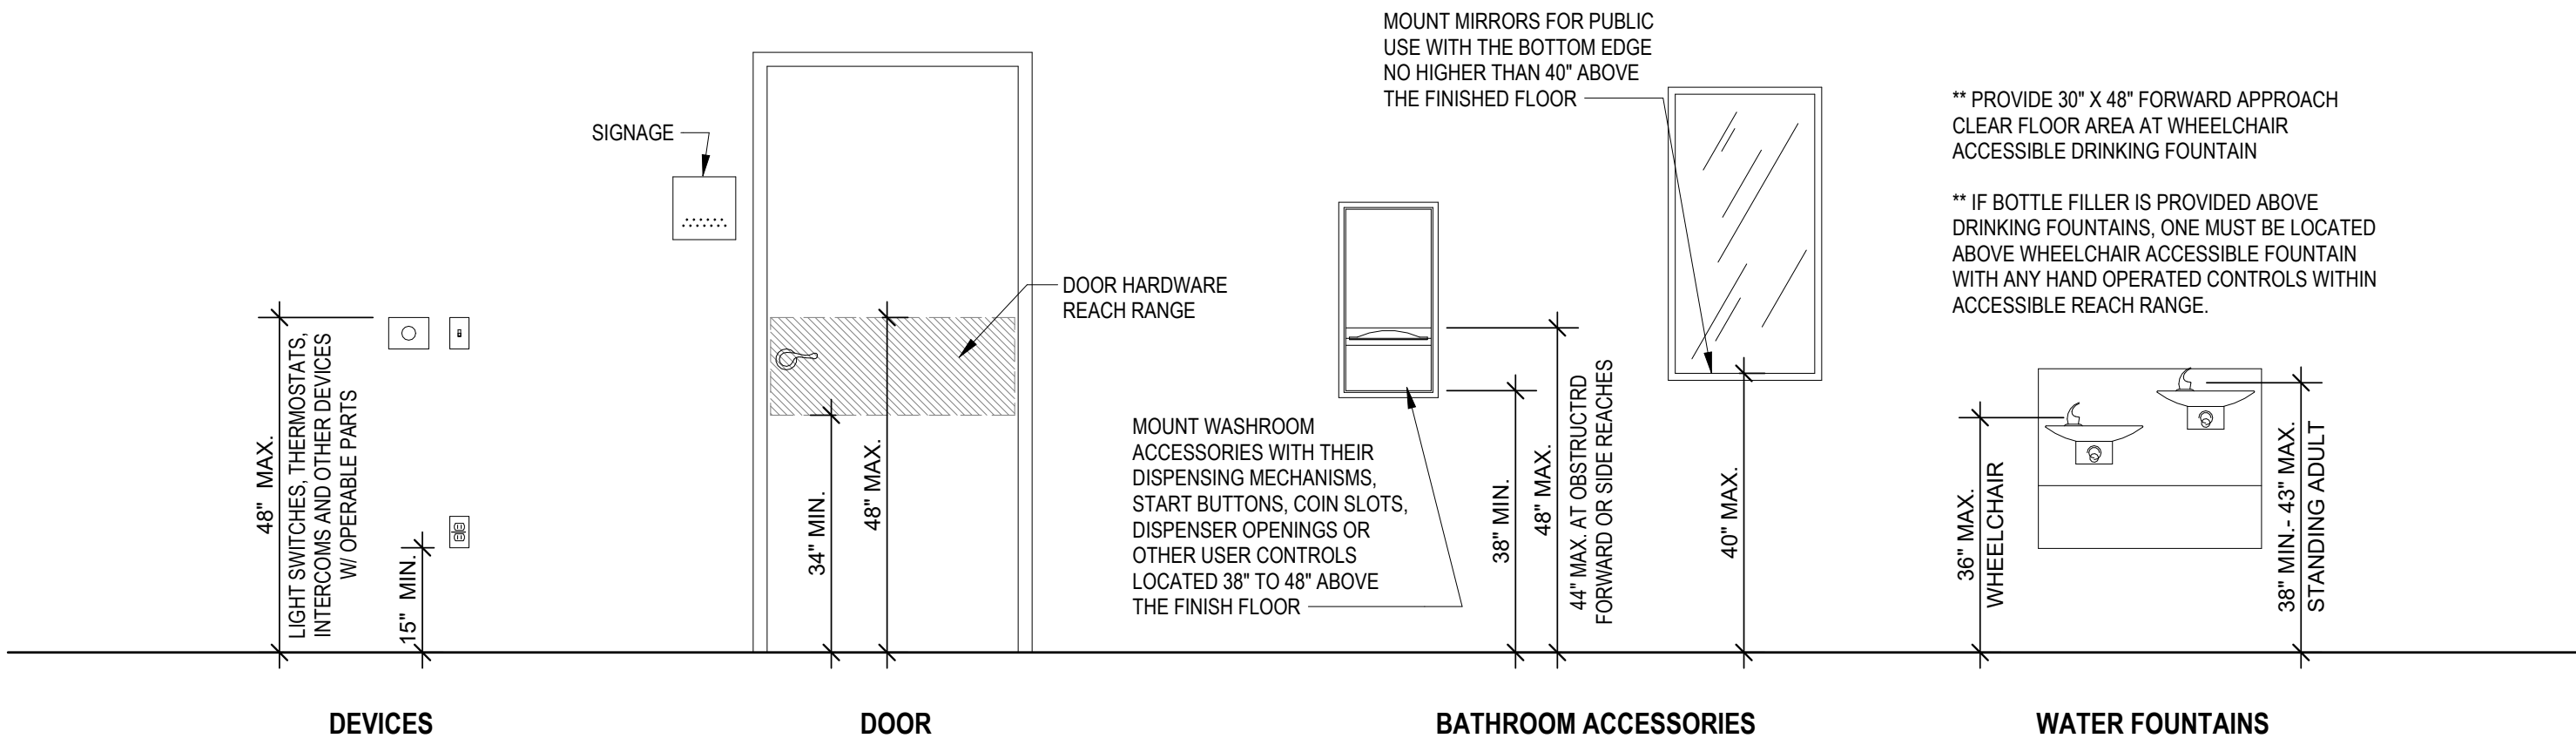 SIGNAGE
48"  MAX.
LIGHT SWITCHES, THERMOSTATS,
INTERCOMS AND OTHER DEVICES
W/ OPERABLE PARTS
15"  MIN.
DEVICES
DOOR HARDWARE
REACH RANGE
34" MIN.
48" MAX.
DOOR
MOUNT MIRRORS FOR PUBLIC
USE WITH THE BOTTOM EDGE
NO HIGHER THAN 40" ABOVE
THE FINISHED FLOOR
MOUNT WASHROOM
ACCESSORIES WITH THEIR
DISPENSING MECHANISMS,
START BUTTONS, COIN SLOTS,
DISPENSER OPENINGS OR
OTHER USER CONTROLS
LOCATED 38" TO 48" ABOVE
THE FINISH FLOOR
38" MIN.
48" MAX.
44" MAX. AT OBSTRUCTRD
FORWARD OR SIDE REACHES
40" MAX.
BATHROOM ACCESSORIES
** PROVIDE 30" X 48" FORWARD APPROACH
CLEAR FLOOR AREA AT WHEELCHAIR
ACCESSIBLE DRINKING FOUNTAIN
** IF BOTTLE FILLER IS PROVIDED ABOVE
DRINKING FOUNTAINS, ONE MUST BE LOCATED
ABOVE WHEELCHAIR ACCESSIBLE FOUNTAIN
WITH ANY HAND OPERATED CONTROLS WITHIN
ACCESSIBLE REACH RANGE.
36" MAX.
WHEELCHAIR
38" MIN.- 43" MAX.
STANDING ADULT
WATER FOUNTAINS